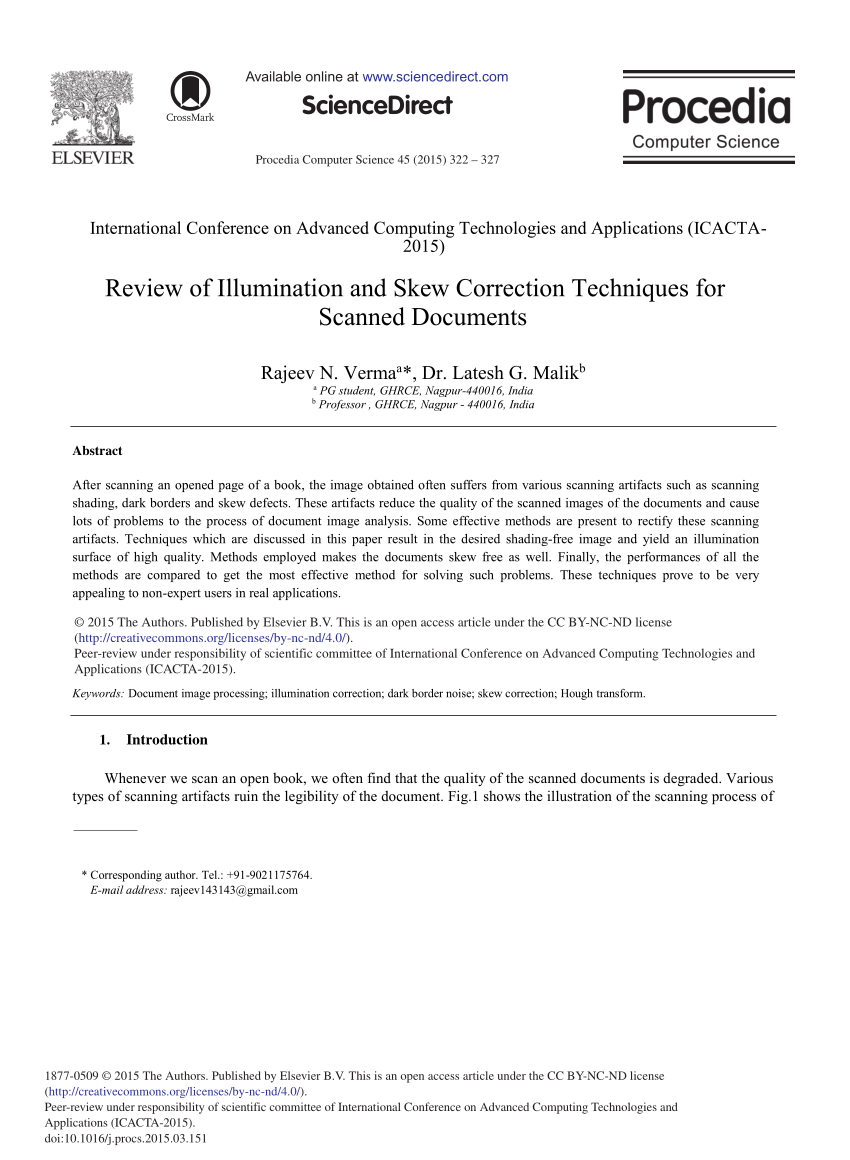 Available online at www.sciencedirect.com
ScienceDirect
CrossMark
ELSEVIER
Procedia
Computer Science
Procedia Computer Science 45 (2015) 322 – 327
International Conference on Advanced Computing Technologies and Applications (ICACTA-
2015)
Review of Illumination and Skew Correction Techniques for
Scanned Documents
Rajeev N. Vermaᵃ*, Dr. Latesh G. Malikᵇ
ᵃ PG student, GHRCE, Nagpur-440016, India
ᵇ Professor , GHRCE, Nagpur - 440016, India
Abstract
After scanning an opened page of a book, the image obtained often suffers from various scanning artifacts such as scanning
shading, dark borders and skew defects. These artifacts reduce the quality of the scanned images of the documents and cause
lots of problems to the process of document image analysis. Some effective methods are present to rectify these scanning
artifacts. Techniques which are discussed in this paper result in the desired shading-free image and yield an illumination
surface of high quality. Methods employed makes the documents skew free as well. Finally, the performances of all the
methods are compared to get the most effective method for solving such problems. These techniques prove to be very
appealing to non-expert users in real applications.
© 2015 The Authors. Published by Elsevier B.V. This is an open access article under the CC BY-NC-ND license
(http://creativecommons.org/licenses/by-nc-nd/4.0/).
Peer-review under responsibility of scientific committee of International Conference on Advanced Computing Technologies and
Applications (ICACTA-2015).
Keywords: Document image processing; illumination correction; dark border noise; skew correction; Hough transform.
1. Introduction
Whenever we scan an open book, we often find that the quality of the scanned documents is degraded. Various
types of scanning artifacts ruin the legibility of the document. Fig.1 shows the illustration of the scanning process of
* Corresponding author. Tel.: +91-9021175764.
E-mail address: rajeev143143@gmail.com
1877-0509 © 2015 The Authors. Published by Elsevier B.V. This is an open access article under the CC BY-NC-ND license
(http://creativecommons.org/licenses/by-nc-nd/4.0/).
Peer-review under responsibility of scientific committee of International Conference on Advanced Computing Technologies and
Applications (ICACTA-2015).
doi:10.1016/j.procs.2015.03.151